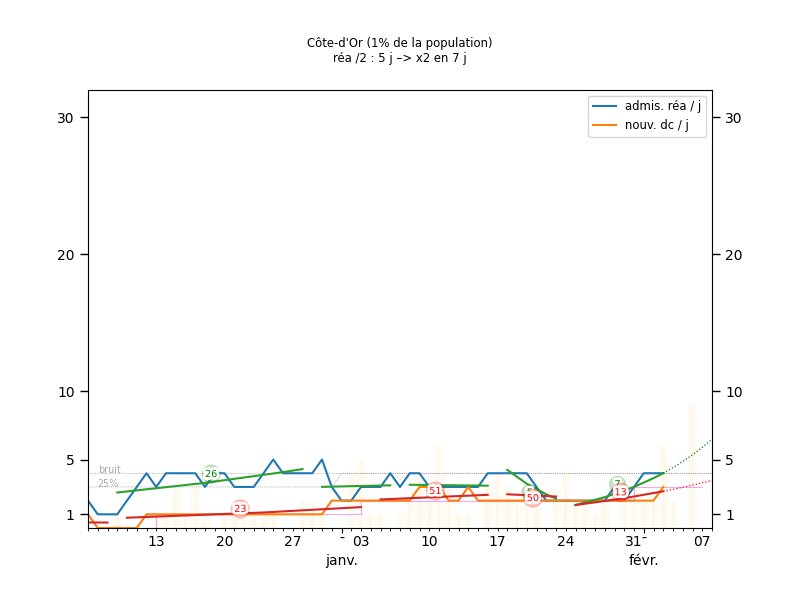 Côte-d'Or (1% de la population)
réa /2 : 5 j –> x2 en 7 j
admis. réa / j
nouv. dc / j
30 30
20 20
10 10
5 5
1 1
bruit
25%
26
23
51
50
7
13
13 20 27 - 03 10 17 24 31 - 07
janv. févr.